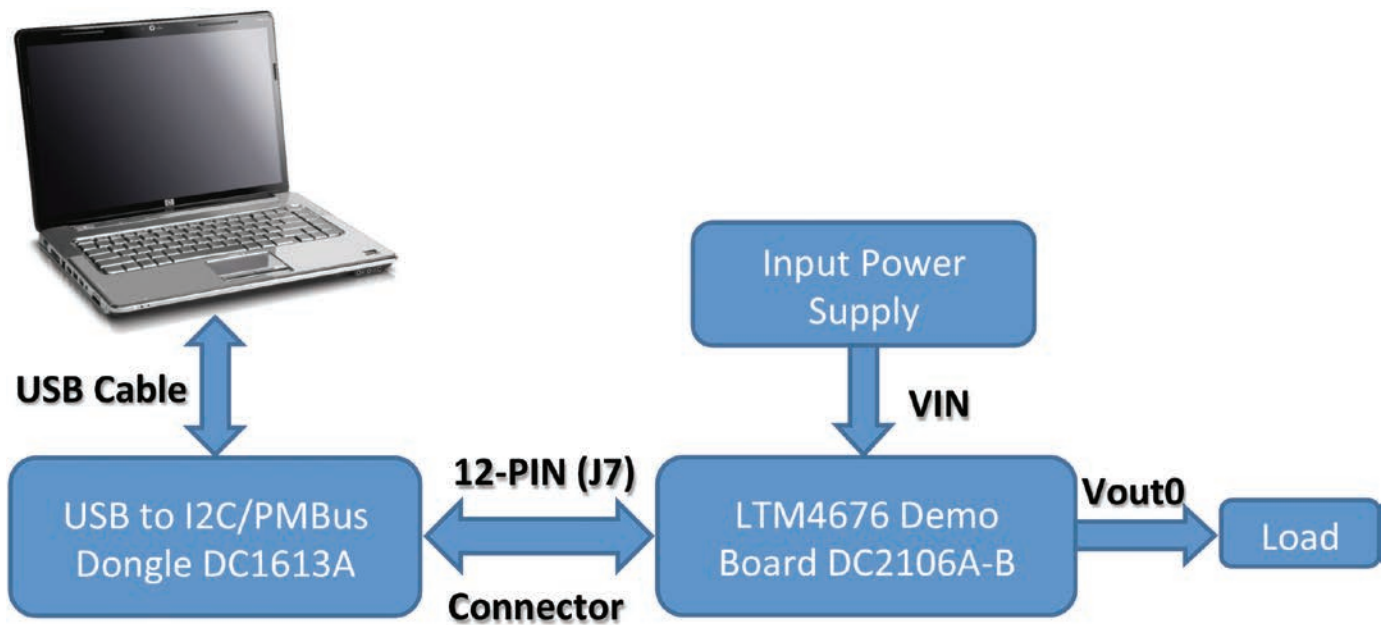 Input Power
Supply
USB Cable
VIN
USB to I2C/PMBus
Dongle DC1613A
12-PIN (J7)
Connector
LTM4676 Demo
Board DC2106A-B
Vout0
Load